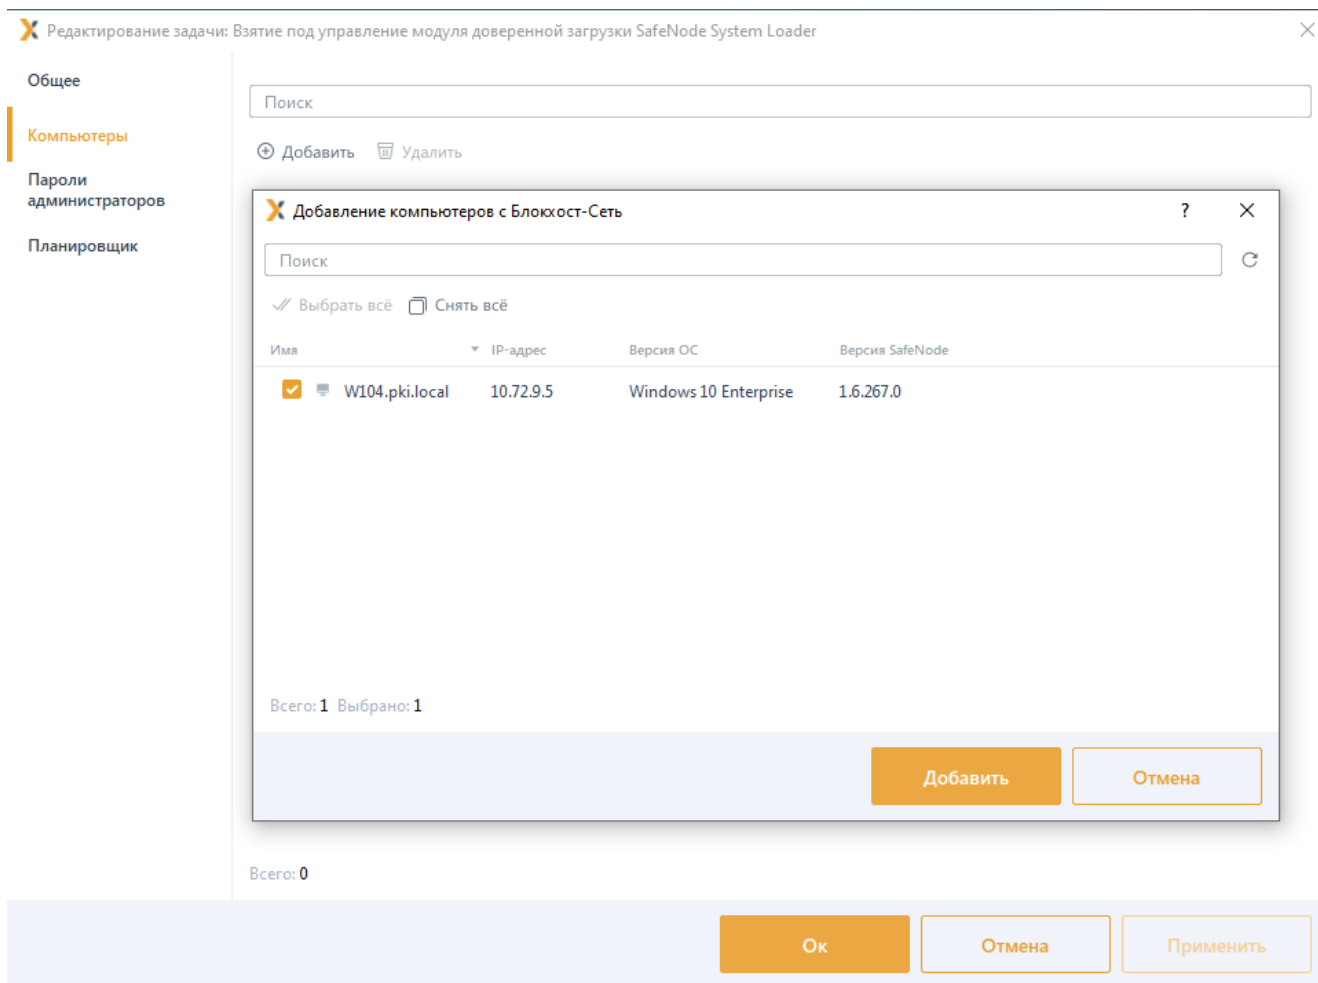 Редактирование задачи: Взятие под управление модуля доверенной загрузки SafeNode System Loader
Общее
Компьютеры
Пароли
администраторов
Планировщик
Поиск
Добавить Удалить
Добавление компьютеров с Блокхост-Сеть ?
Поиск
Выбрать всё Снять всё
Имя IP-адрес Версия ОС Версия SafeNode
W104.pki.local 10.72.9.5 Windows 10 Enterprise 1.6.267.0
Всего: 1 Выбрано: 1
Добавить Отмена
Всего: 0
Ок Отмена Применить